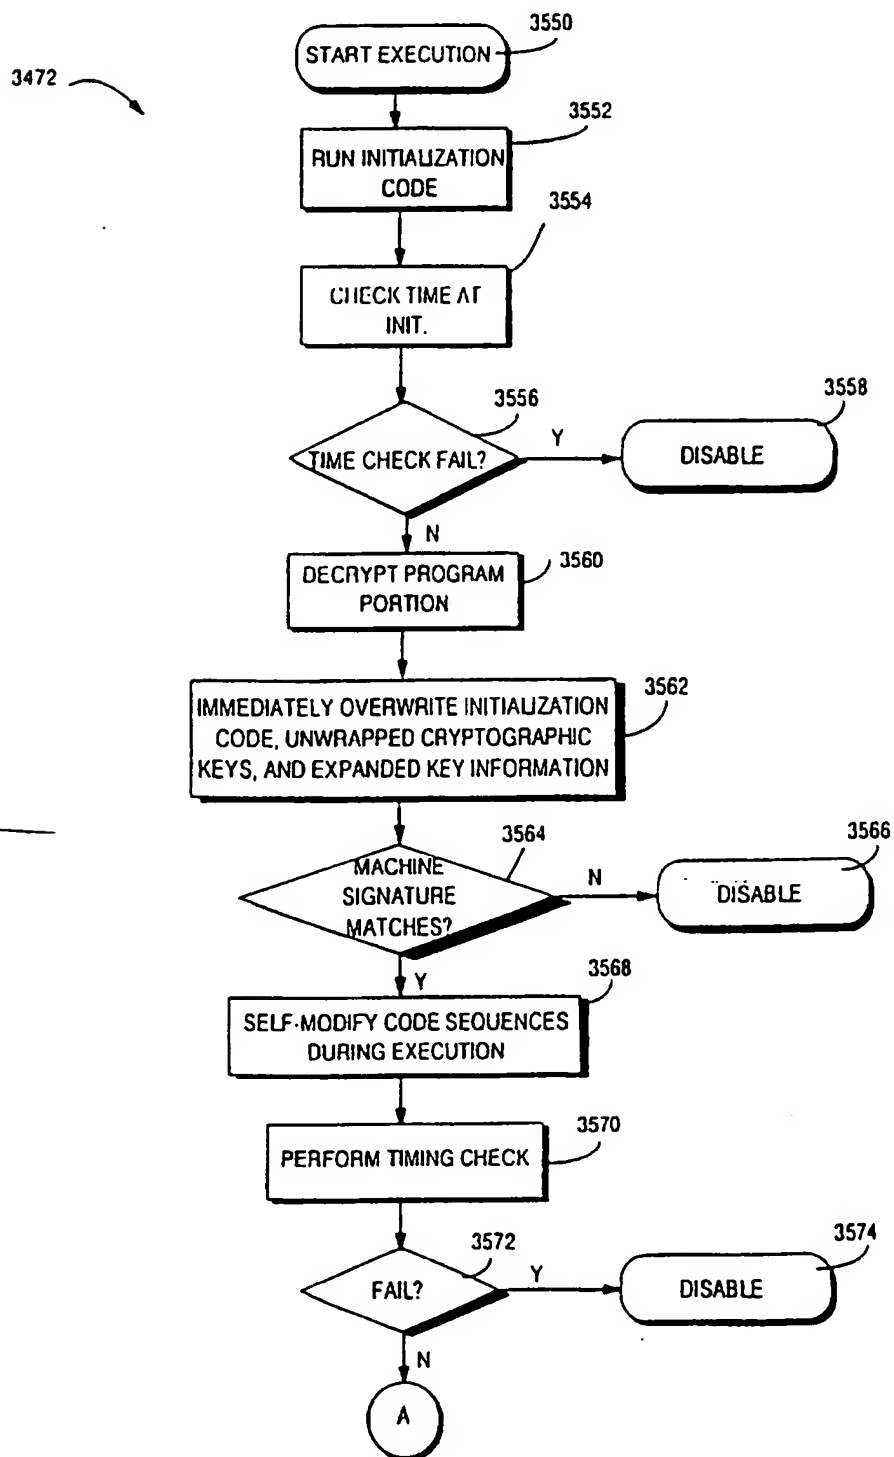 3550
START EXECUTION
3472
3552
RUN INITIALIZATION
CODE
3554
CHECK TIME AT
INIT.
3556
TIME CHECK FAIL?
Y
3558
DISABLE
N
3560
DECRYPT PROGRAM
PORTION
3562
IMMEDIATELY OVERWRITE INITIALIZATION
CODE, UNWRAPPED CRYPTOGRAPHIC
KEYS, AND EXPANDED KEY INFORMATION
3564
MACHINE
SIGNATURE
MATCHES?
N
3566
DISABLE
Y
3568
SELF-MODIFY CODE SEQUENCES
DURING EXECUTION
3570
PERFORM TIMING CHECK
3572
FAIL?
Y
3574
DISABLE
N
A